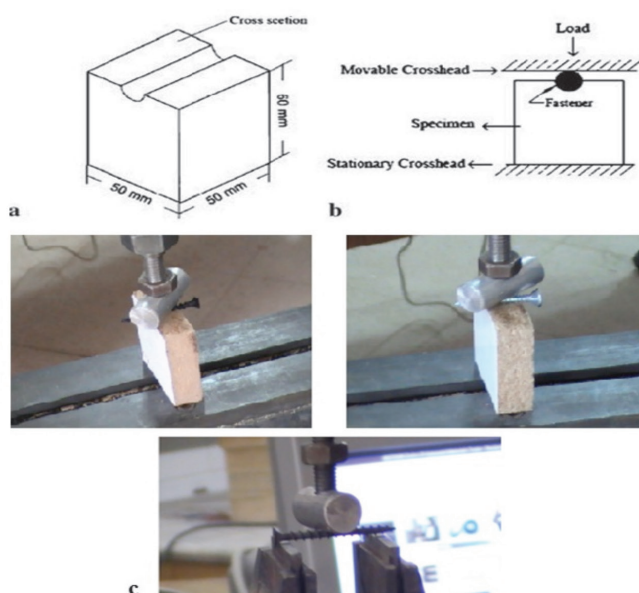 Cross scetion
50 mm
50 mm
50 mm
a
Load
Movable Crosshead
Fastener
Specimen
Stationary Crosshead
b
c